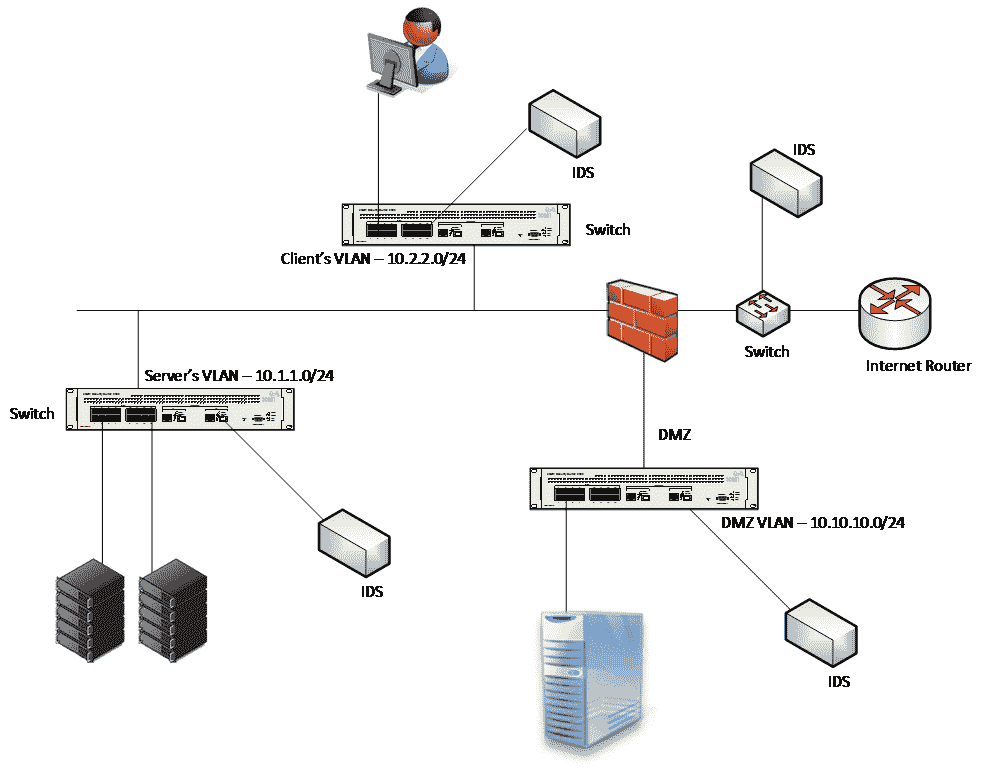 IDS
IDS
Switch
Client's VLAN – 10.2.2.0/24
Switch
Internet Router
Server's VLAN – 10.1.1.0/24
Switch
DMZ
DMZ VLAN – 10.10.10.0/24
IDS
IDS